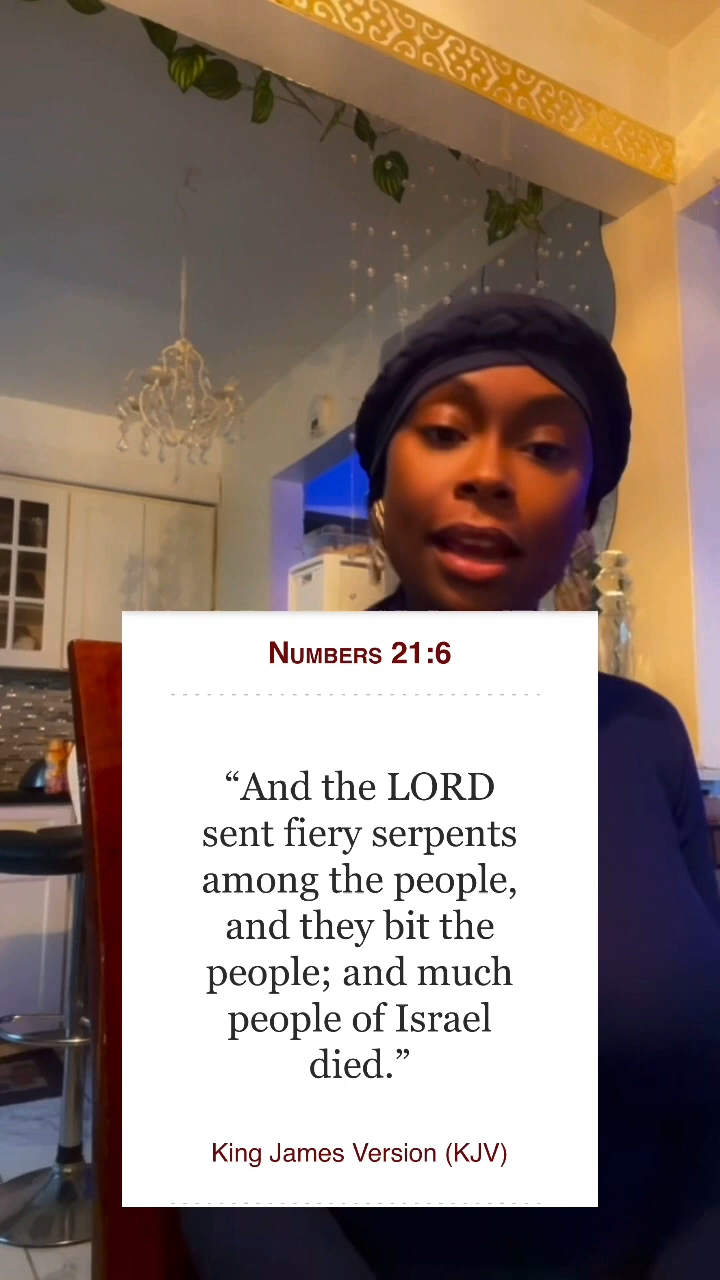 Numbers 21:6
“And the LORD
sent fiery serpents
among the people,
and they bit the
people; and much
people of Israel
died.”
King James Version (KJV)